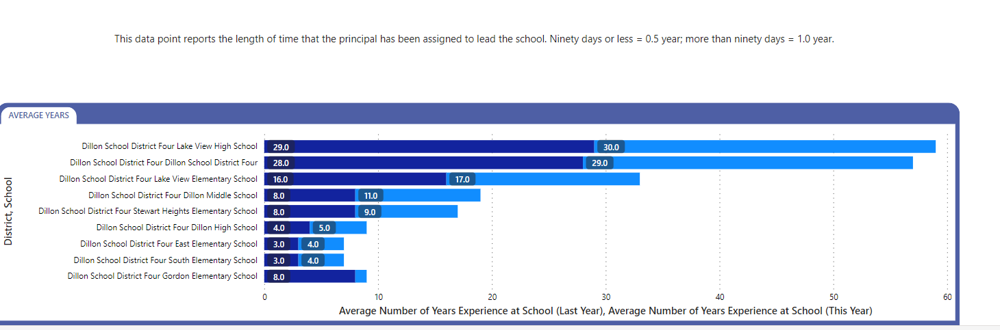 This data point reports the length of time that the principal has been assigned to lead the school. Ninety days or less = 0.5 year; more than ninety days = 1.0 year.
AVERAGE YEARS
District, School
Dillon School District Four Lake View High School 29.0 30.0
Dillon School District Four Dillon School District Four 28.0 29.0
Dillon School District Four Lake View Elementary School 16.0 17.0
Dillon School District Four Dillon Middle School 8.0 11.0
Dillon School District Four Stewart Heights Elementary School 8.0 9.0
Dillon School District Four Dillon High School 4.0 5.0
Dillon School District Four East Elementary School 3.0 4.0
Dillon School District Four South Elementary School 3.0 4.0
Dillon School District Four Gordon Elementary School 8.0
0 10 20 30 40 50 60
Average Number of Years Experience at School (Last Year), Average Number of Years Experience at School (This Year)